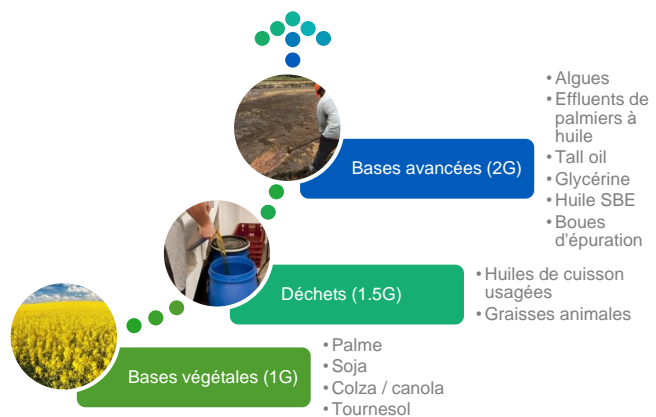 • Algues
• Effluents de
palmiers à
huile
• Tall oil
• Glycérine
• Huile SBE
• Boues
d'épuration
Bases avancées (2G)
Déchets (1.5G)
• Huiles de cuisson
usagées
• Graisses animales
Bases végétales (1G)
• Palme
• Soja
• Colza / canola
• Tournesol